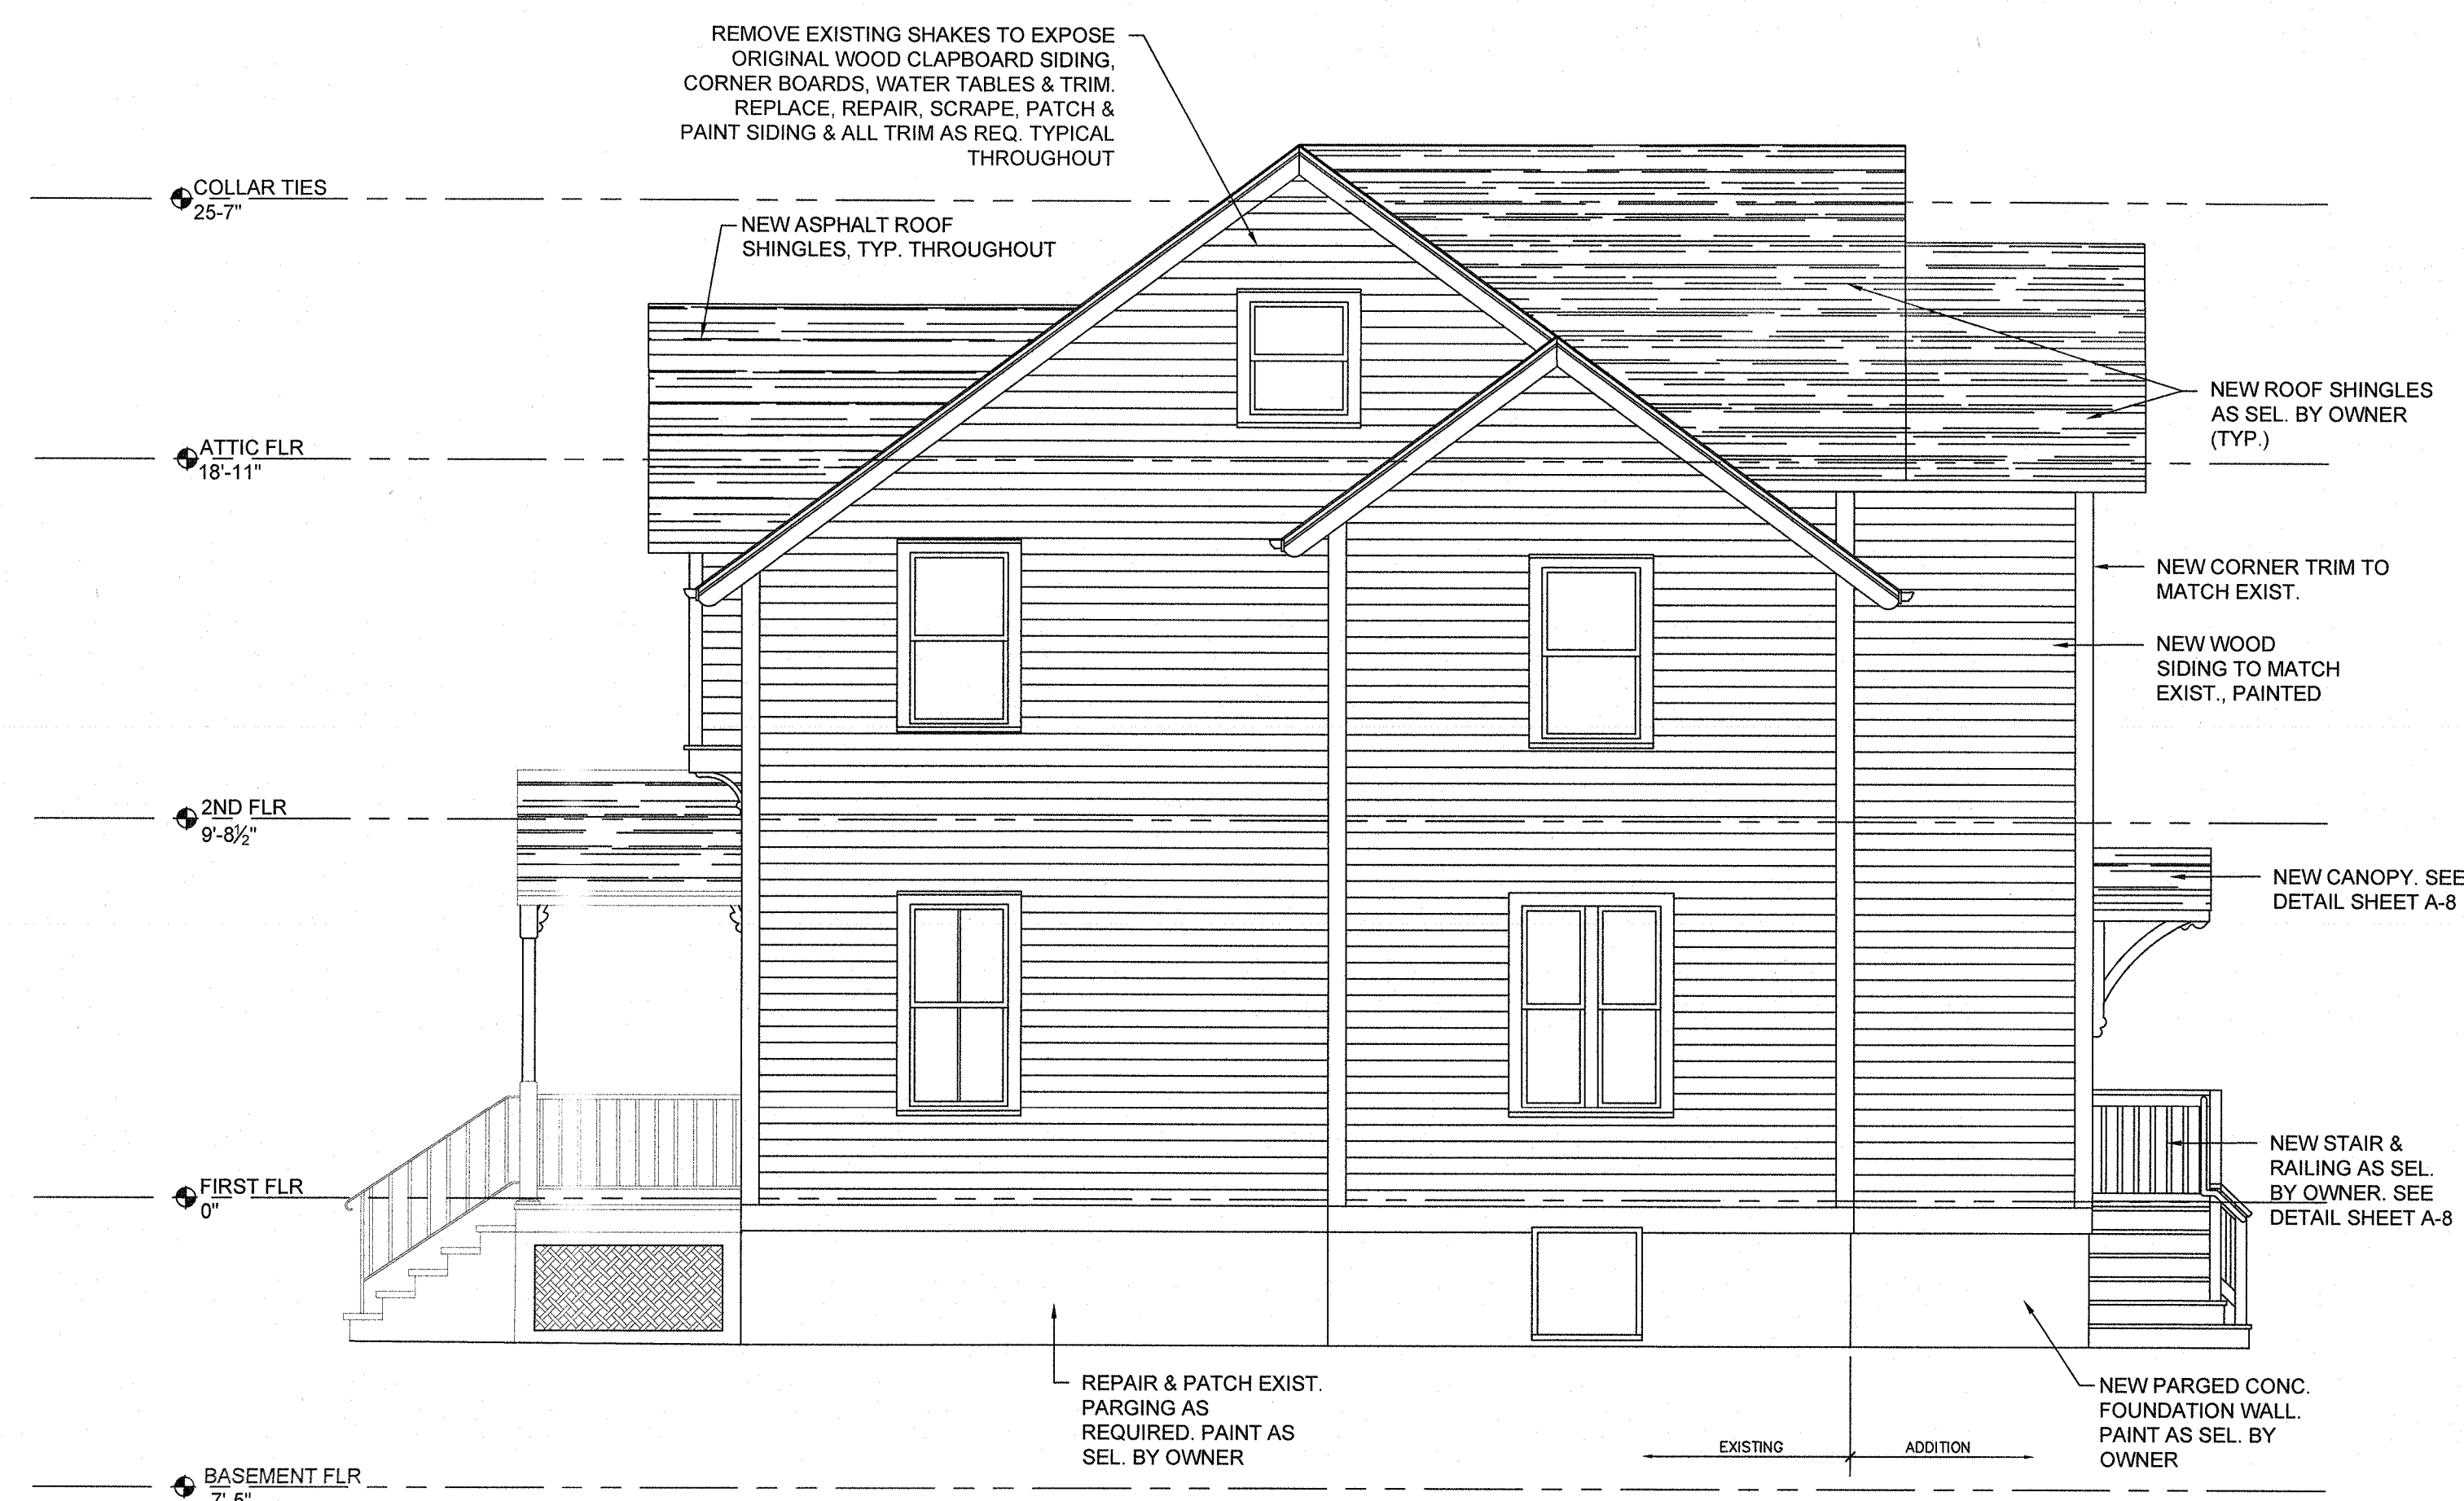 REMOVE EXISTING SHAKES TO EXPOSE
ORIGINAL WOOD CLAPBOARD SIDING,
CORNER BOARDS, WATER TABLES & TRIM.
REPLACE, REPAIR, SCRAPE, PATCH &
PAINT SIDING & ALL TRIM AS REQ. TYPICAL
THROUGHOUT
COLLAR TIES
25-7"
NEW ASPHALT ROOF
SHINGLES, TYP. THROUGHOUT
NEW ROOF SHINGLES
AS SEL. BY OWNER
(TYP.)
ATTIC FLR
18'-11"
NEW CORNER TRIM TO
MATCH EXIST.
NEW WOOD
SIDING TO MATCH
EXIST., PAINTED
2ND FLR
9'-8½"
NEW CANOPY. SEE
DETAIL SHEET A-8
NEW STAIR &
RAILING AS SEL.
BY OWNER. SEE
DETAIL SHEET A-8
FIRST FLR
0"
REPAIR & PATCH EXIST.
PARGING AS
REQUIRED. PAINT AS
SEL. BY OWNER
EXISTING
ADDITION
NEW PARGED CONC.
FOUNDATION WALL.
PAINT AS SEL. BY
OWNER
BASEMENT FLR
7'-5"